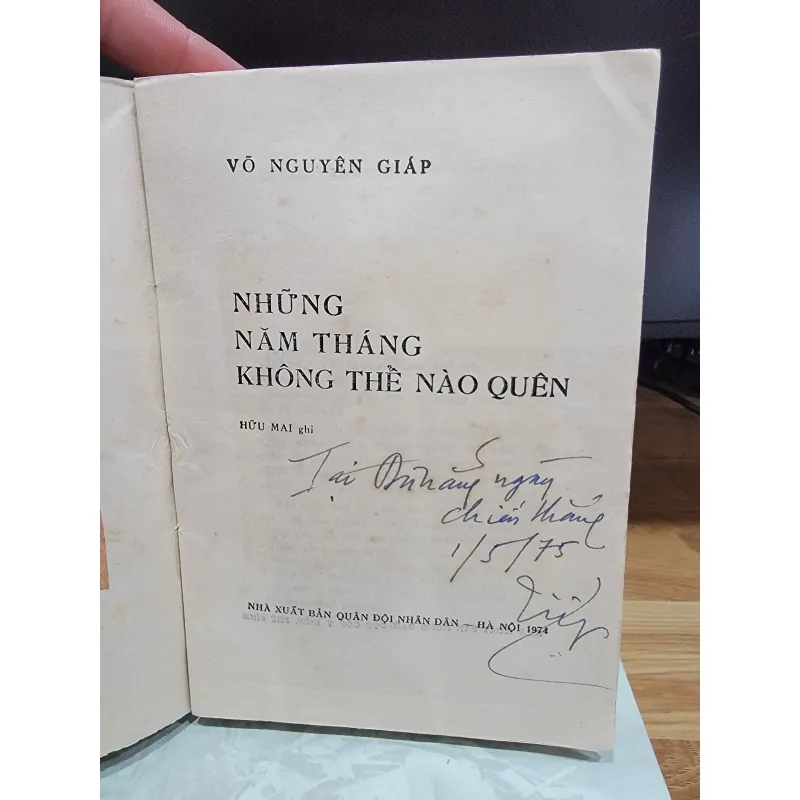 VÕ NGUYÊN GIÁP
NHỮNG
NĂM THÁNG
KHÔNG THỂ NÀO QUÊN
HỮU MAI ghi
Tại Đà nẵng ngày
chiến thắng
1/5/75
NHÀ XUẤT BẢN QUÂN ĐỘI NHÂN DÂN — HÀ NỘI 1974